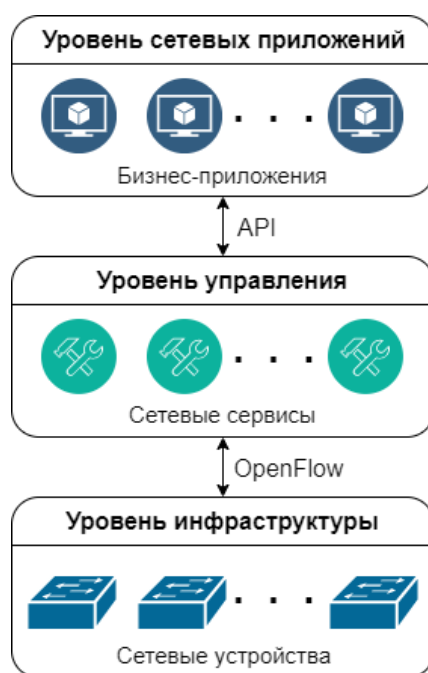 Уровень сетевых приложений
Бизнес-приложения
API
Уровень управления
Сетевые сервисы
OpenFlow
Уровень инфраструктуры
Сетевые устройства